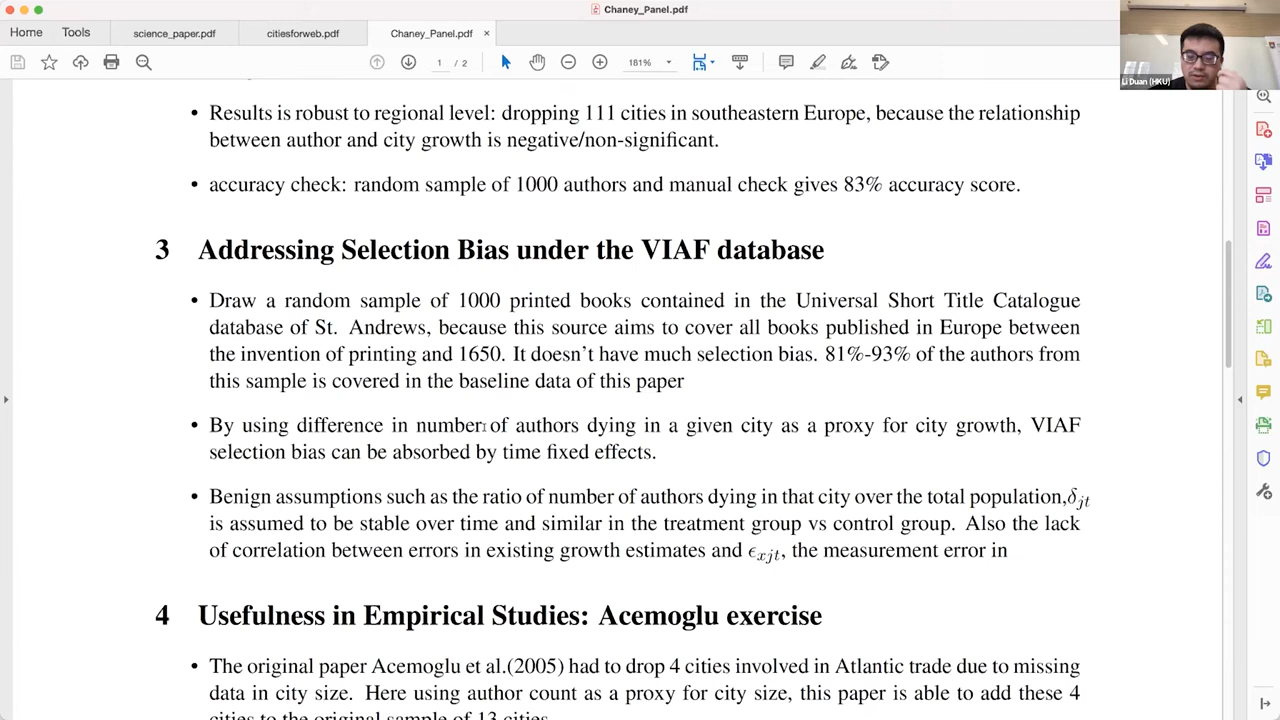 Chaney_Panel.pdf
Home
Tools
science_paper.pdf
citiesforweb.pdf
Chaney_Panel.pdf ×
1 / 2
181%
Li Duan (HKU)
• Results is robust to regional level: dropping 111 cities in southeastern Europe, because the relationship
between author and city growth is negative/non-significant.
• accuracy check: random sample of 1000 authors and manual check gives 83% accuracy score.
3 Addressing Selection Bias under the VIAF database
• Draw a random sample of 1000 printed books contained in the Universal Short Title Catalogue
database of St. Andrews, because this source aims to cover all books published in Europe between
the invention of printing and 1650. It doesn't have much selection bias. 81%-93% of the authors from
this sample is covered in the baseline data of this paper
• By using difference in number of authors dying in a given city as a proxy for city growth, VIAF
selection bias can be absorbed by time fixed effects.
• Benign assumptions such as the ratio of number of authors dying in that city over the total population,δjt
is assumed to be stable over time and similar in the treatment group vs control group. Also the lack
of correlation between errors in existing growth estimates and ϵxjt, the measurement error in
4 Usefulness in Empirical Studies: Acemoglu exercise
• The original paper Acemoglu et al.(2005) had to drop 4 cities involved in Atlantic trade due to missing
data in city size. Here using author count as a proxy for city size, this paper is able to add these 4
cities to the original sample of 13 cities